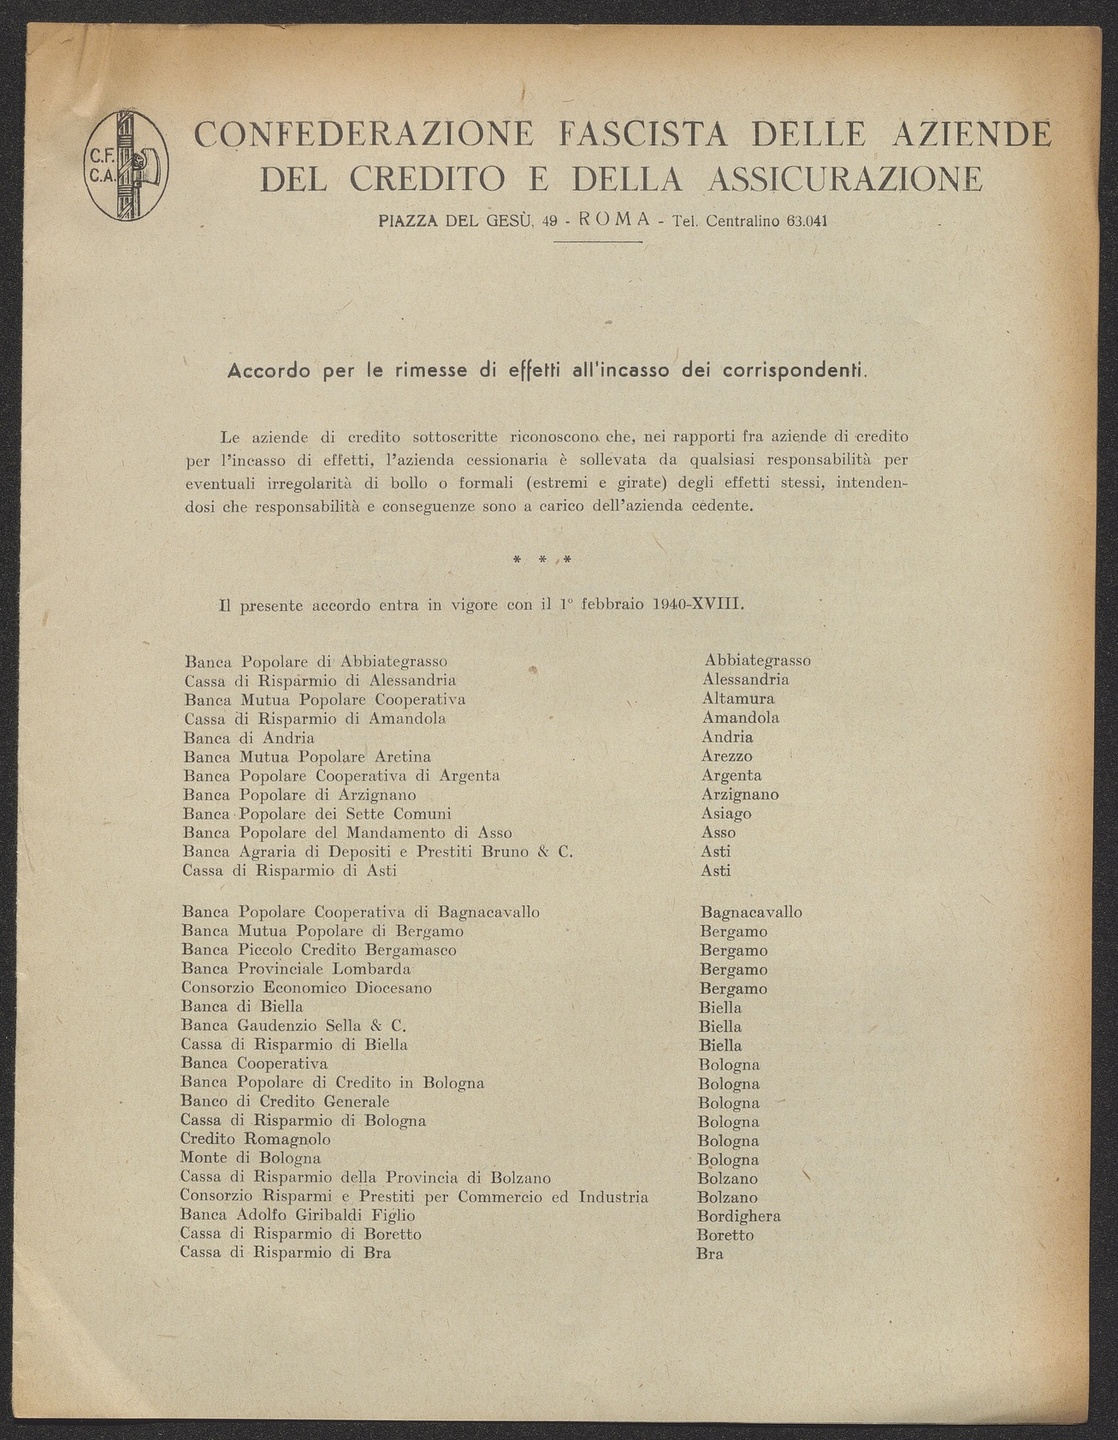 C.F.
C.A.
CONFEDERAZIONE FASCISTA DELLE AZIENDE
DEL CREDITO E DELLA ASSICURAZIONE
PIAZZA DEL GESÙ, 49 - ROMA - Tel. Centralino 63.041
Accordo per le rimesse di effetti all'incasso dei corrispondenti.
Le aziende di credito sottoscritte riconoscono che, nei rapporti fra aziende di credito
per l'incasso di effetti, l'azienda cessionaria è sollevata da qualsiasi responsabilità per
eventuali irregolarità di bollo o formali (estremi e girate) degli effetti stessi, intenden-
dosi che responsabilità e conseguenze sono a carico dell'azienda cedente.
* * *
Il presente accordo entra in vigore con il 1° febbraio 1940-XVIII.
Banca Popolare di Abbiategrasso Abbiategrasso
Cassa di Risparmio di Alessandria Alessandria
Banca Mutua Popolare Cooperativa Altamura
Cassa di Risparmio di Amandola Amandola
Banca di Andria Andria
Banca Mutua Popolare Aretina Arezzo
Banca Popolare Cooperativa di Argenta Argenta
Banca Popolare di Arzignano Arzignano
Banca Popolare dei Sette Comuni Asiago
Banca Popolare del Mandamento di Asso Asso
Banca Agraria di Depositi e Prestiti Bruno & C. Asti
Cassa di Risparmio di Asti Asti
Banca Popolare Cooperativa di Bagnacavallo Bagnacavallo
Banca Mutua Popolare di Bergamo Bergamo
Banca Piccolo Credito Bergamasco Bergamo
Banca Provinciale Lombarda Bergamo
Consorzio Economico Diocesano Bergamo
Banca di Biella Biella
Banca Gaudenzio Sella & C. Biella
Cassa di Risparmio di Biella Biella
Banca Cooperativa Bologna
Banca Popolare di Credito in Bologna Bologna
Banco di Credito Generale Bologna
Cassa di Risparmio di Bologna Bologna
Credito Romagnolo Bologna
Monte di Bologna Bologna
Cassa di Risparmio della Provincia di Bolzano Bolzano
Consorzio Risparmi e Prestiti per Commercio ed Industria Bolzano
Banca Adolfo Giribaldi Figlio Bordighera
Cassa di Risparmio di Boretto Boretto
Cassa di Risparmio di Bra Bra